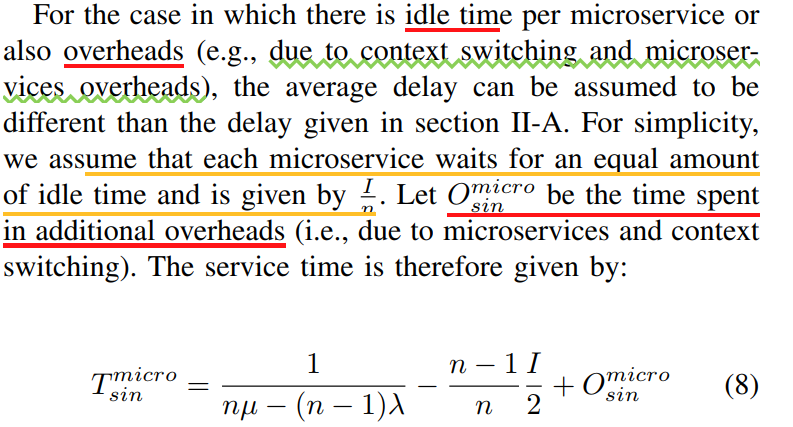 For the case in which there is idle time per microservice or
also overheads (e.g., due to context switching and microser-
vices overheads), the average delay can be assumed to be
different than the delay given in section II-A. For simplicity,
we assume that each microservice waits for an equal amount
of idle time and is given by \frac{I}{n}. Let O_{sin}^{micro} be the time spent
in additional overheads (i.e., due to microservices and context
switching). The service time is therefore given by:
T_{sin}^{micro} = \frac{1}{nμ − (n − 1)λ} − \frac{n − 1}{n} \frac{I}{2} + O_{sin}^{micro} (8)